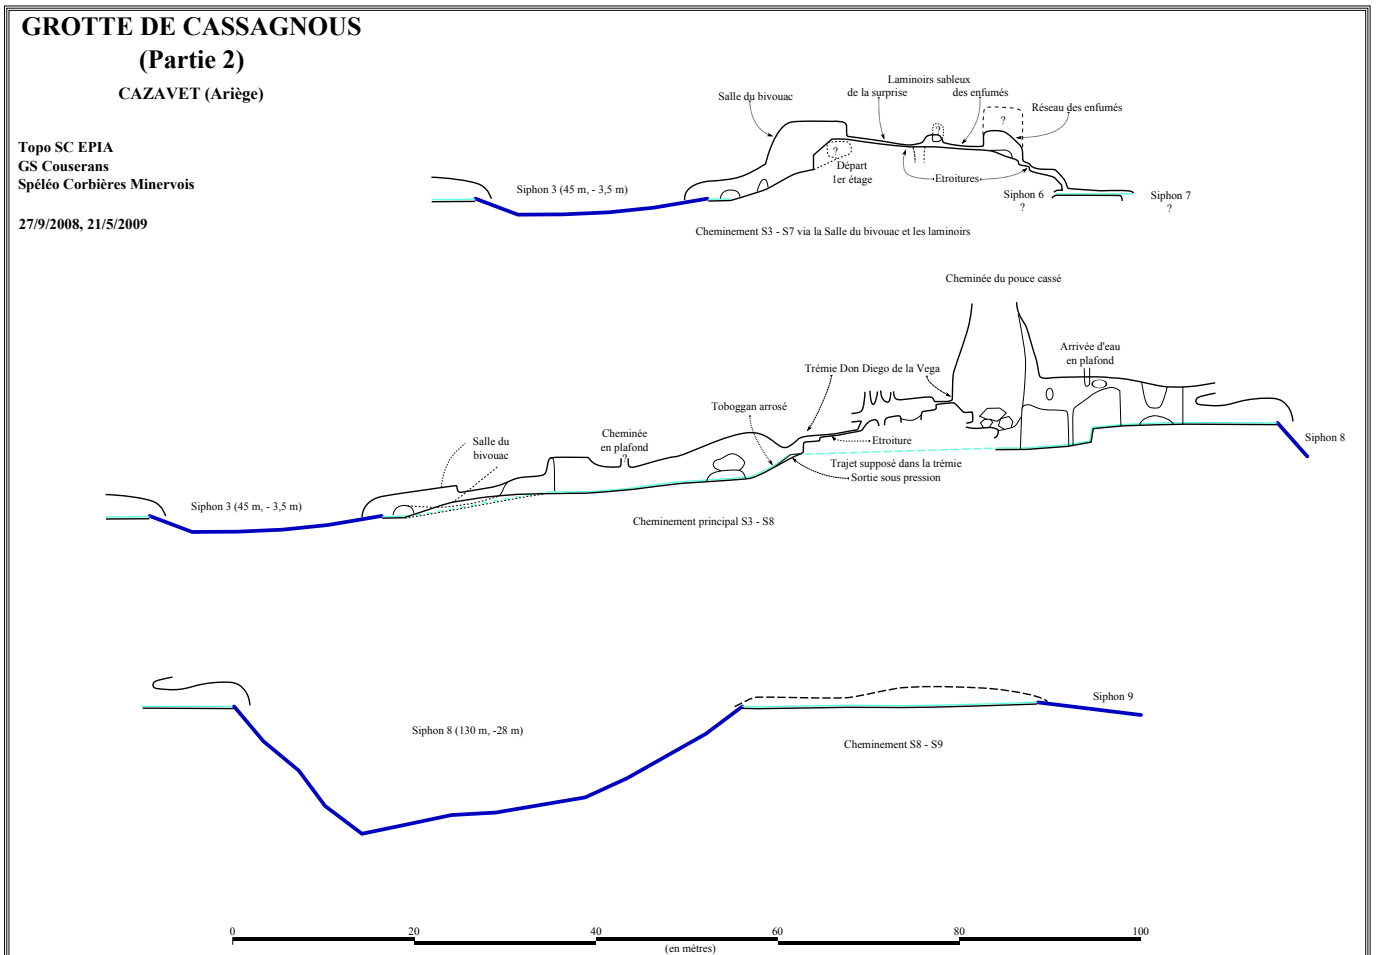 GROTTE DE CASSAGNOUS
(Partie 2)
CAZAVET (Ariège)
Topo SC EPIA
GS Couserans
Spéléo Corbières Minervois
27/9/2008, 21/5/2009
Laminoirs sableux
de la surprise
des enfumés
Salle du bivouac
Réseau des enfumés
?
?
?
Départ
1er étage
Etroitures
Siphon 3 (45 m, - 3,5 m)
Siphon 6
?
Siphon 7
?
Cheminement S3 - S7 via la Salle du bivouac et les laminoirs
Cheminée du pouce cassé
Arrivée d'eau
en plafond
Trémie Don Diego de la Vega
Toboggan arrosé
Cheminée
en plafond
?
Salle du
bivouac
Etroiture
Siphon 8
Trajet supposé dans la trémie
Sortie sous pression
Siphon 3 (45 m, - 3,5 m)
Cheminement principal S3 - S8
Siphon 9
Siphon 8 (130 m, -28 m)
Cheminement S8 - S9
0 20 40 60 80 100
(en mètres)